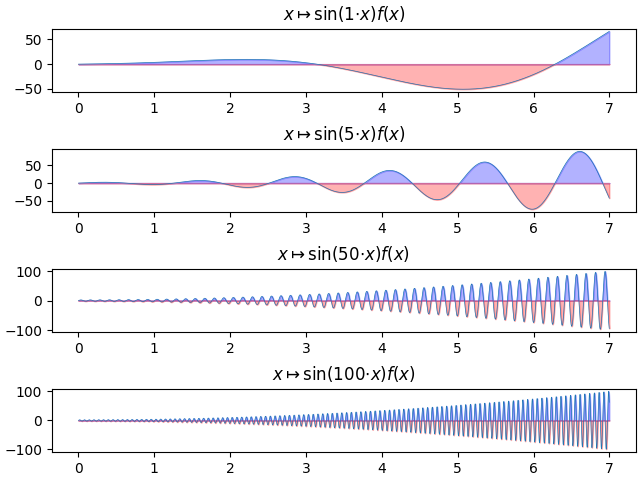 x ↦ sin(1·x)f(x)
50
0
−50
0 1 2 3 4 5 6 7
x ↦ sin(5·x)f(x)
50
0
−50
0 1 2 3 4 5 6 7
x ↦ sin(50·x)f(x)
100
0
−100
0 1 2 3 4 5 6 7
x ↦ sin(100·x)f(x)
100
0
−100
0 1 2 3 4 5 6 7